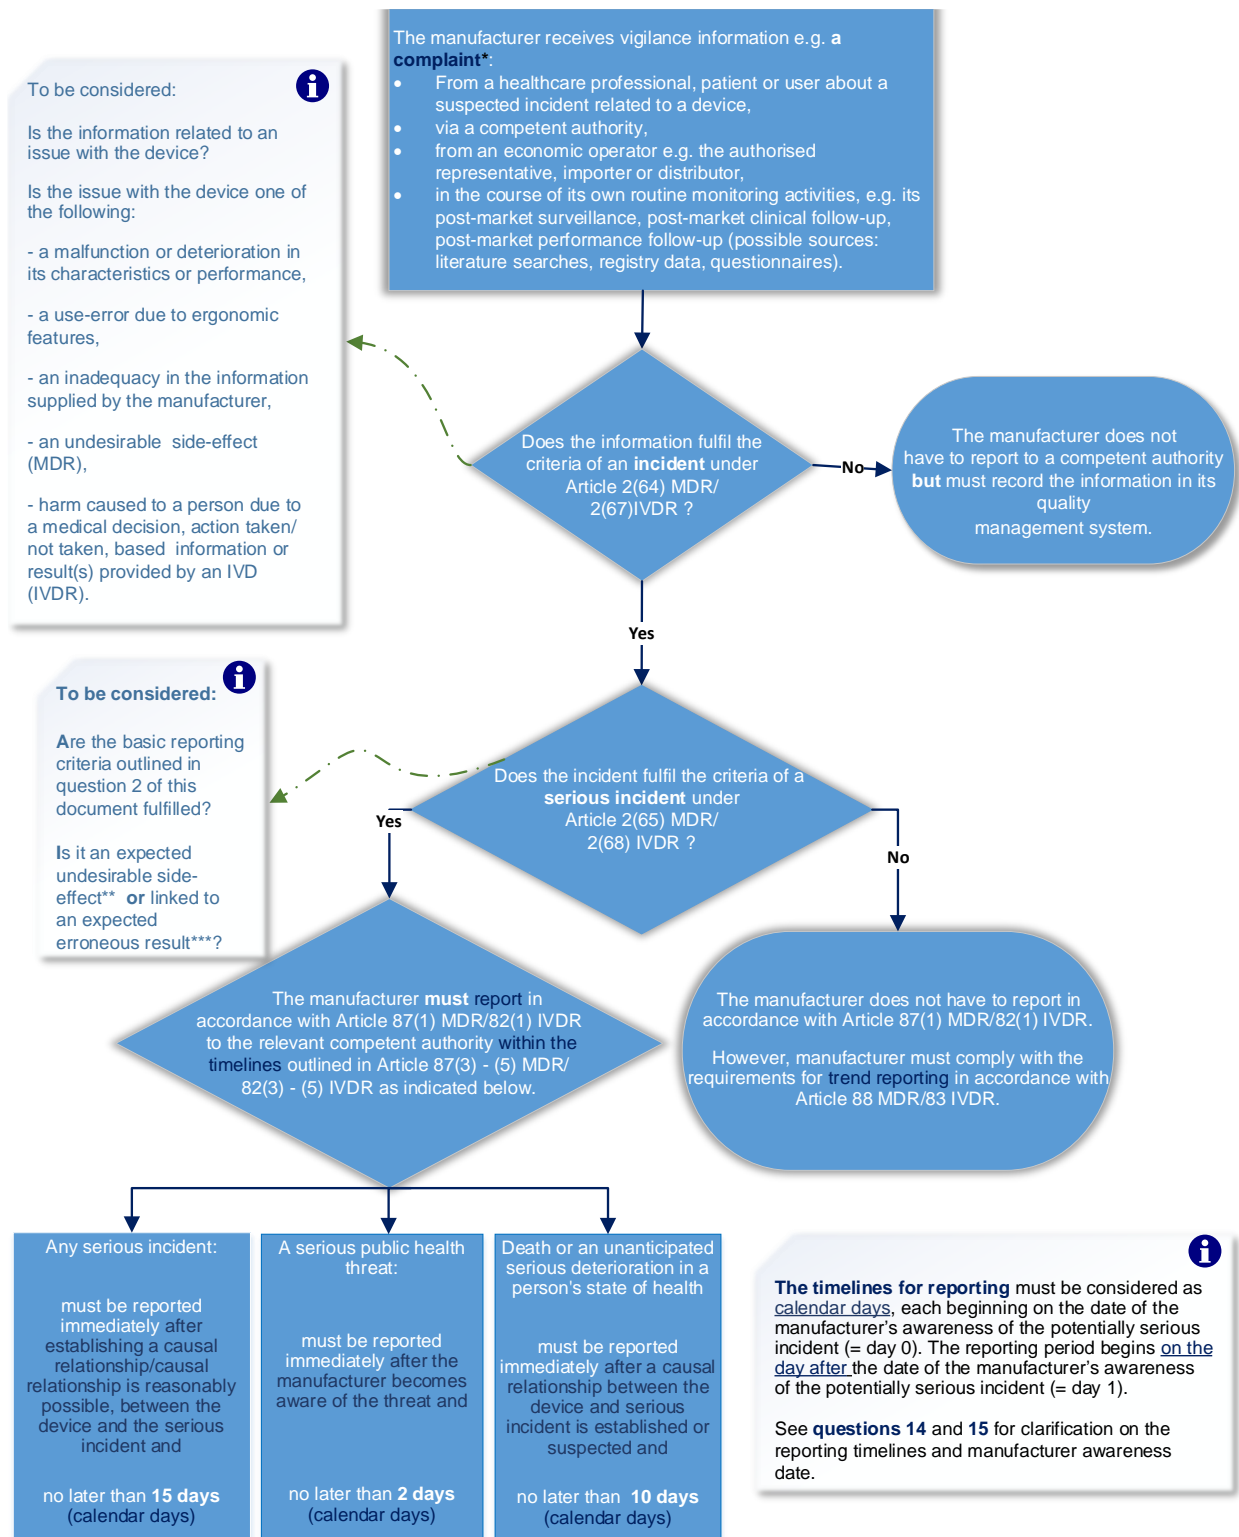 The manufacturer receives vigilance information e.g. a
complaint*:
• From a healthcare professional, patient or user about a
suspected incident related to a device,
• via a competent authority,
• from an economic operator e.g. the authorised
representative, importer or distributor,
• in the course of its own routine monitoring activities, e.g. its
post-market surveillance, post-market clinical follow-up,
post-market performance follow-up (possible sources:
literature searches, registry data, questionnaires).
To be considered:
Is the information related to an
issue with the device?
Is the issue with the device one of
the following:
- a malfunction or deterioration in
its characteristics or performance,
- a use-error due to ergonomic
features,
- an inadequacy in the information
supplied by the manufacturer,
- an undesirable side-effect
(MDR),
- harm caused to a person due to
a medical decision, action taken/
not taken, based information or
result(s) provided by an IVD
(IVDR).
Does the information fulfil the
criteria of an incident under
Article 2(64) MDR/
2(67)IVDR ?
No
The manufacturer does not
have to report to a competent authority
but must record the information in its
quality
management system.
Yes
To be considered:
Are the basic reporting
criteria outlined in
question 2 of this
document fulfilled?
Is it an expected
undesirable side-
effect** or linked to
an expected
erroneous result***?
Does the incident fulfil the criteria of a
serious incident under
Article 2(65) MDR/
2(68) IVDR ?
Yes
No
The manufacturer must report in
accordance with Article 87(1) MDR/82(1) IVDR
to the relevant competent authority within the
timelines outlined in Article 87(3) - (5) MDR/
82(3) - (5) IVDR as indicated below.
The manufacturer does not have to report in
accordance with Article 87(1) MDR/82(1) IVDR.
However, manufacturer must comply with the
requirements for trend reporting in accordance with
Article 88 MDR/83 IVDR.
Any serious incident:
must be reported
immediately after
establishing a causal
relationship/causal
relationship is reasonably
possible, between the
device and the serious
incident and
no later than 15 days
(calendar days)
A serious public health
threat:
must be reported
immediately after the
manufacturer becomes
aware of the threat and
no later than 2 days
(calendar days)
Death or an unanticipated
serious deterioration in a
person's state of health
must be reported
immediately after a causal
relationship between the
device and serious
incident is established or
suspected and
no later than 10 days
(calendar days)
The timelines for reporting must be considered as
calendar days, each beginning on the date of the
manufacturer's awareness of the potentially serious
incident (= day 0). The reporting period begins on the
day after the date of the manufacturer's awareness
of the potentially serious incident (= day 1).
See questions 14 and 15 for clarification on the
reporting timelines and manufacturer awareness
date.